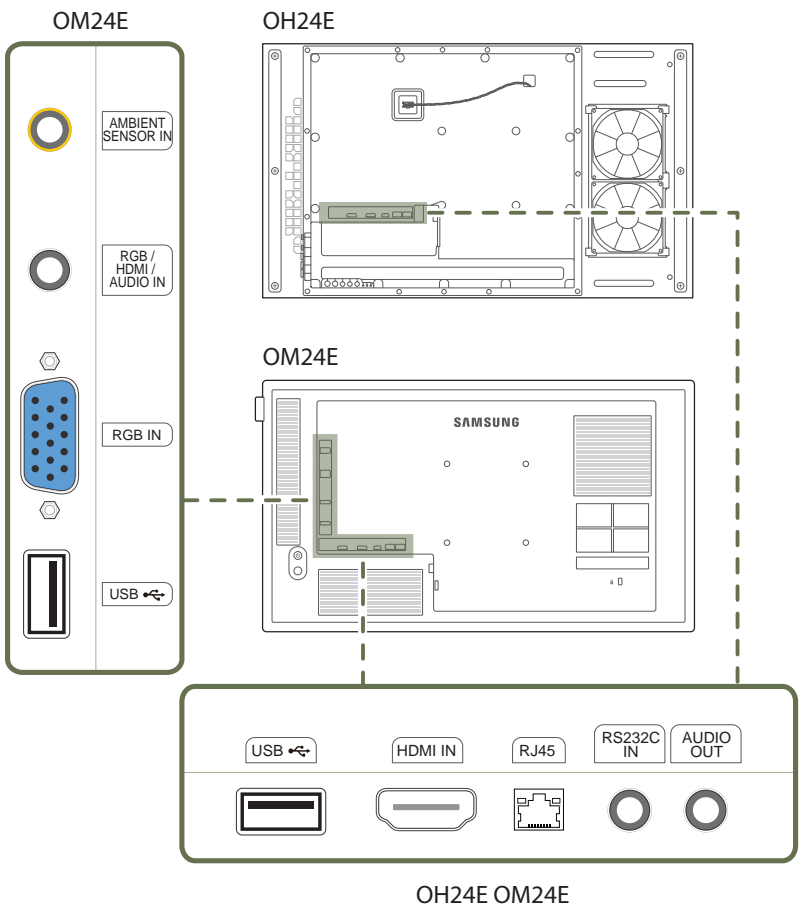 OM24E
OH24E
AMBIENT
SENSOR IN
RGB /
HDMI /
AUDIO IN
RGB IN
USB
OM24E
SAMSUNG
USB
HDMI IN
RJ45
RS232C
IN
AUDIO
OUT
OH24E OM24E